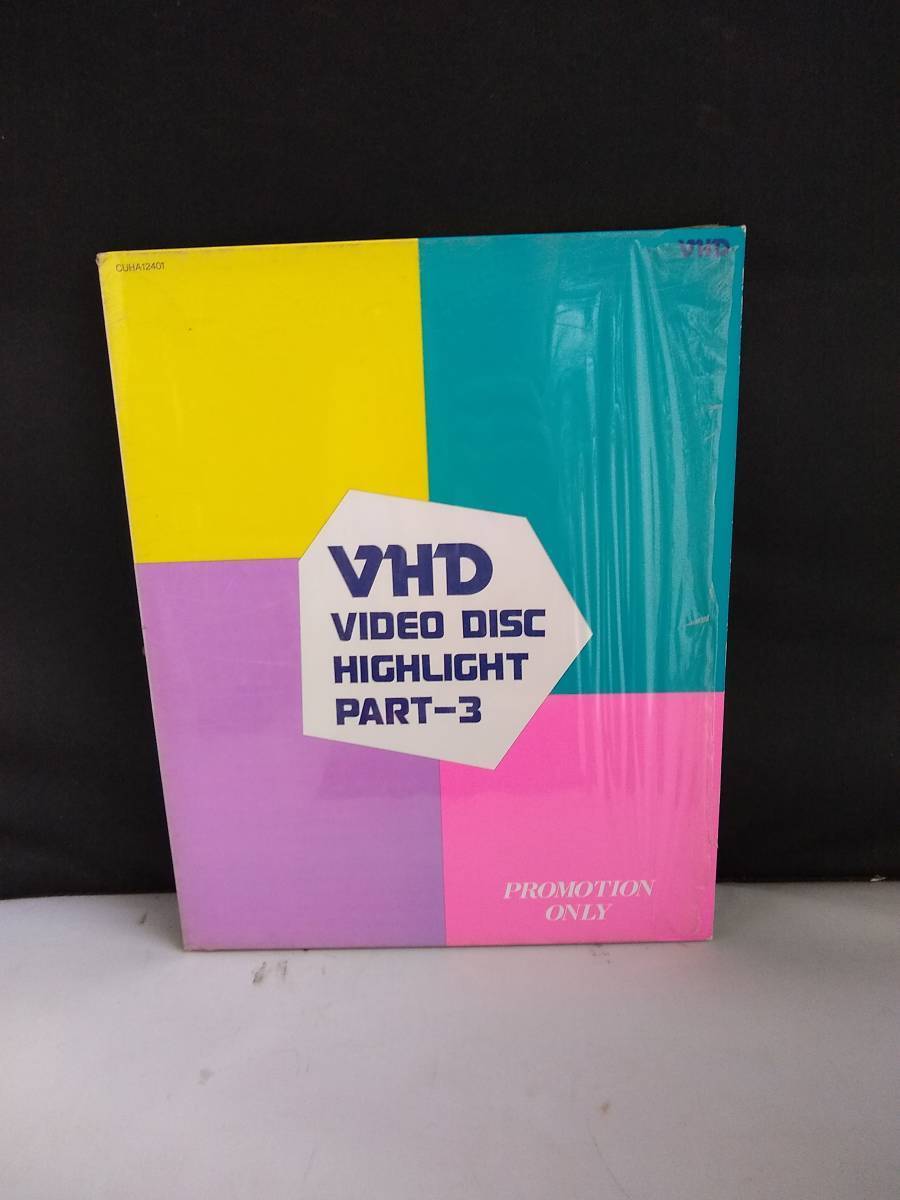 CUHA12401
VHD
VHD
VIDEO DISC
HIGHLIGHT
PART-3
PROMOTION
ONLY